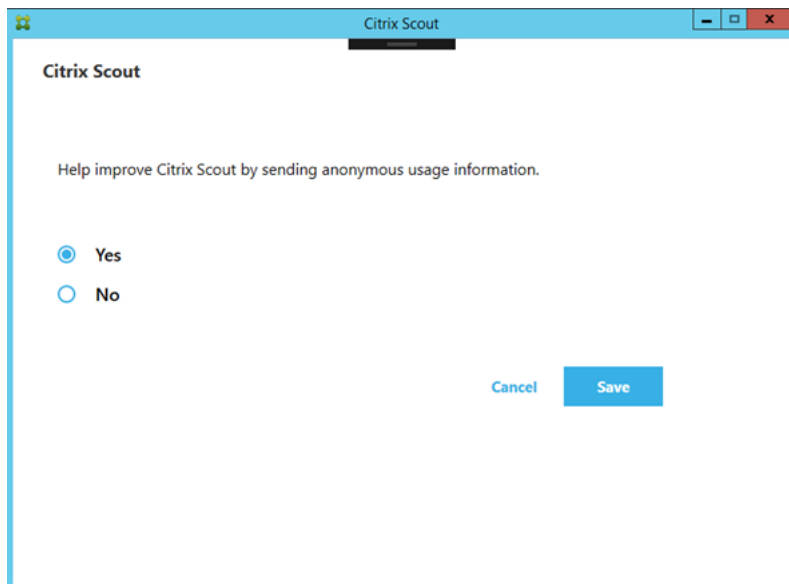 Citrix Scout
Citrix Scout
Help improve Citrix Scout by sending anonymous usage information.
Yes
No
Cancel Save